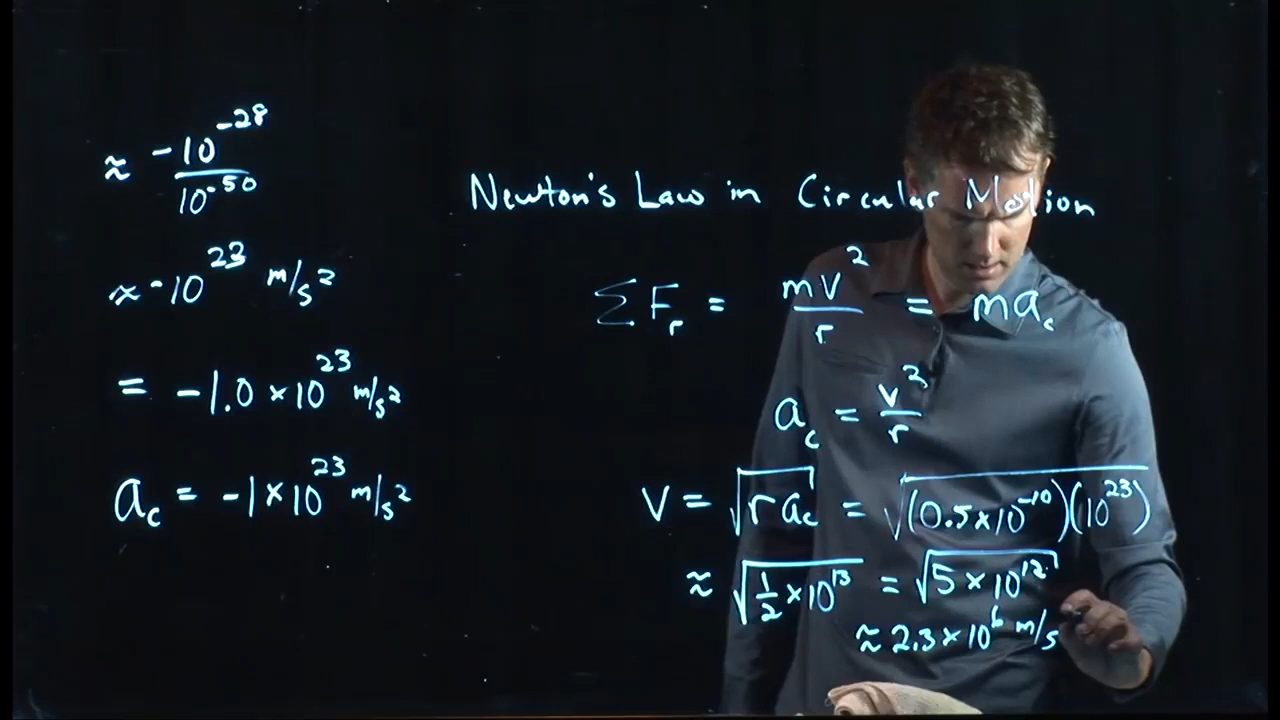 ≈ -10^-28 / 10^-50
≈ -10^23 m/s²
= -1.0 × 10^23 m/s²
a_c = -1 × 10^23 m/s²
Newton's Law in Circular Motion
ΣF_r = mv²/r = ma_c
a_c = v²/r
v = √(r a_c) = √((0.5×10^-10)(10^23))
≈ √(1/2 × 10^13) = √(5 × 10^12)
≈ 2.3 × 10^6 m/s